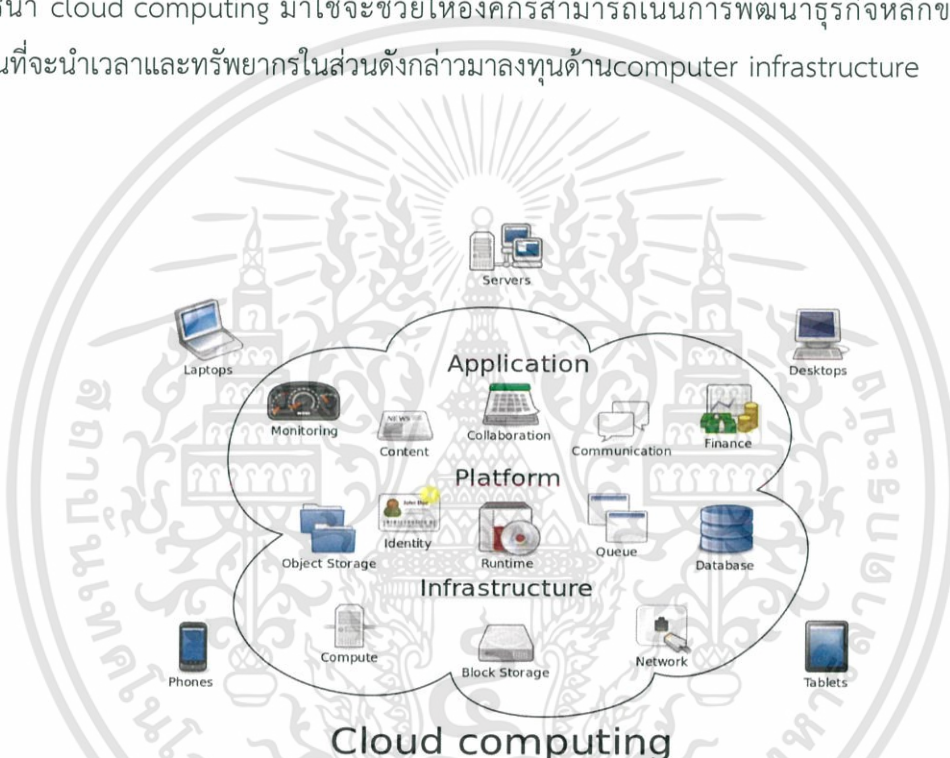 cloud computing มาใช้จะช่วยให้องค์กรสามารถเน้นการพัฒนาธุรกิจหลักข
ที่จะนำเวลาและทรัพยากรในส่วนดังกล่าวมาลงทุนด้านcomputer infrastructure
Servers
Laptops
Desktops
Application
Monitoring
Content
NEWS
Collaboration
Communication
Finance
Platform
Object Storage
Identity
John Doe
Runtime
Queue
Database
Infrastructure
Phones
Compute
Block Storage
Network
Tablets
Cloud computing